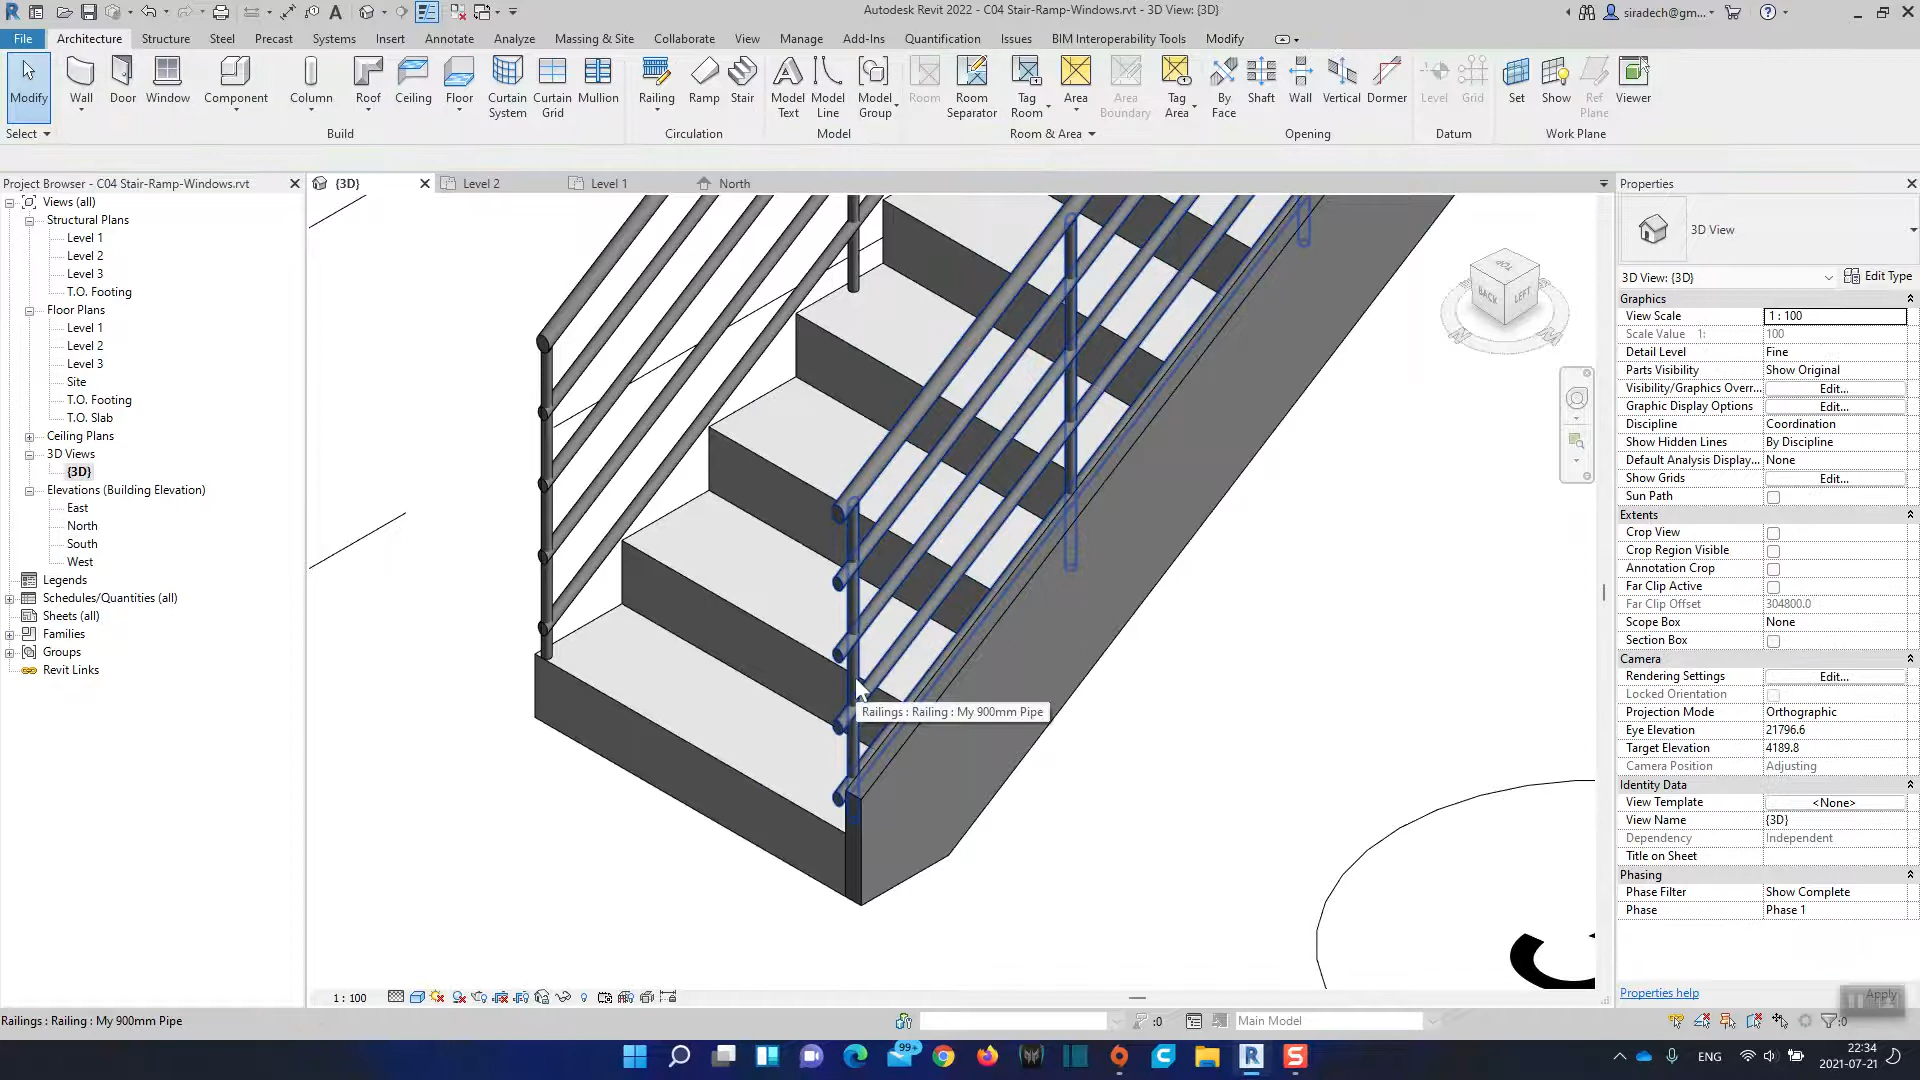 Autodesk Revit 2022 - C04 Stair-Ramp-Windows.rvt - 3D View: {3D}
siradech@gm...
File Architecture Structure Steel Precast Systems Insert Annotate Analyze Massing & Site Collaborate View Manage Add-Ins Quantification Issues BIM Interoperability Tools Modify
Modify Wall Door Window Component Column Roof Ceiling Floor Curtain System Curtain Grid Mullion Railing Ramp Stair Model Text Model Line Model Group Room Room Separator Tag Room Area Area Boundary Tag Area By Face Shaft Wall Vertical Dormer Level Grid Set Show Ref Plane Viewer
Select Build Circulation Model Room & Area Opening Datum Work Plane
Project Browser - C04 Stair-Ramp-Windows.rvt
Views (all)
Structural Plans
Level 1
Level 2
Level 3
T.O. Footing
Floor Plans
Level 1
Level 2
Level 3
Site
T.O. Footing
T.O. Slab
Ceiling Plans
3D Views
{3D}
Elevations (Building Elevation)
East
North
South
West
Legends
Schedules/Quantities (all)
Sheets (all)
Families
Groups
Revit Links
{3D} Level 2 Level 1 North
TOP
BACK LEFT
Railings : Railing : My 900mm Pipe
1 : 100
Properties
3D View
3D View: {3D} Edit Type
Graphics
View Scale 1 : 100
Scale Value 1: 100
Detail Level Fine
Parts Visibility Show Original
Visibility/Graphics Overr... Edit...
Graphic Display Options Edit...
Discipline Coordination
Show Hidden Lines By Discipline
Default Analysis Display... None
Show Grids Edit...
Sun Path
Extents
Crop View
Crop Region Visible
Annotation Crop
Far Clip Active
Far Clip Offset 304800.0
Scope Box None
Section Box
Camera
Rendering Settings Edit...
Locked Orientation
Projection Mode Orthographic
Eye Elevation 21796.6
Target Elevation 4189.8
Camera Position Adjusting
Identity Data
View Template <None>
View Name {3D}
Dependency Independent
Title on Sheet
Phasing
Phase Filter Show Complete
Phase Phase 1
Properties help Apply
Railings : Railing : My 900mm Pipe
:0 Main Model :0
99+
ENG 22:34
2021-07-21